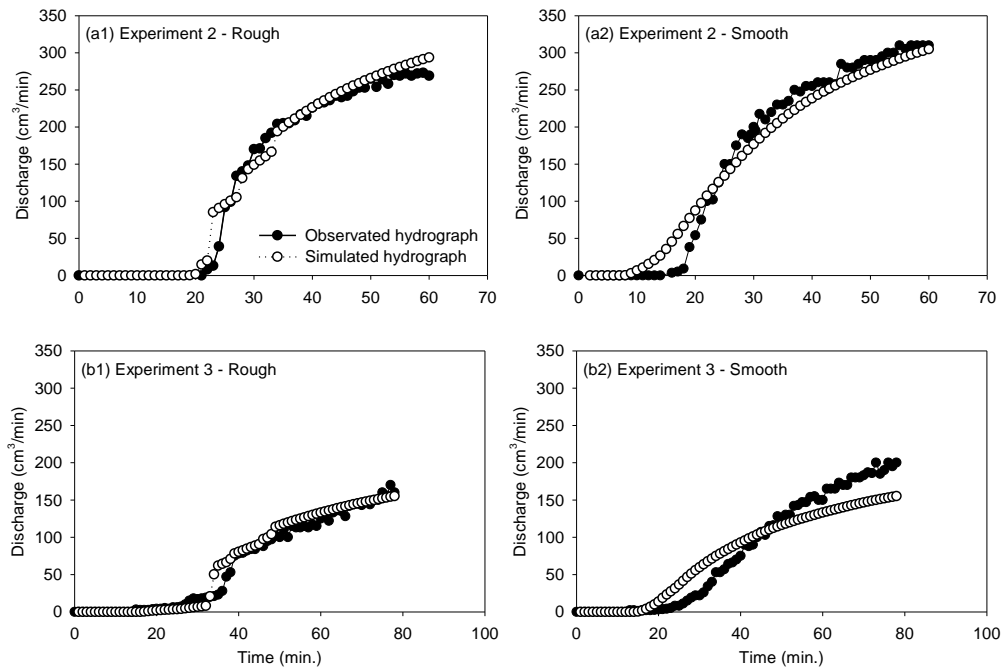 (a1) Experiment 2 - Rough
350
300
250
200
150
100
50
0
Discharge (cm³/min)
Observated hydrograph
Simulated hydrograph
0 10 20 30 40 50 60 70
(a2) Experiment 2 - Smooth
350
300
250
200
150
100
50
0
Discharge (cm³/min)
0 10 20 30 40 50 60 70
(b1) Experiment 3 - Rough
350
300
250
200
150
100
50
0
Discharge (cm³/min)
0 20 40 60 80 100
Time (min.)
(b2) Experiment 3 - Smooth
350
300
250
200
150
100
50
0
Discharge (cm³/min)
0 20 40 60 80 100
Time (min.)